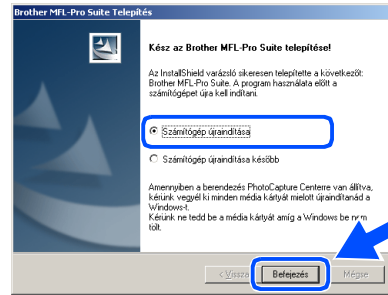 Brother MFL-Pro Suite Telepítés
Kész az Brother MFL-Pro Suite telepítése!
Az InstallShield varázsló sikeresen telepítette a következőt:
Brother MFL-Pro Suite. A program használata előtt a
számítógépet újra kell indítani.
Számítógép újraindítása
Számítógép újraindítása később
Amennyiben a berendezés PhotoCapture Centerre van állítva,
kérünk vegyél ki minden média kártyát mielott újraindítanád a
Windows-t.
Kérünk ne tedd be a média kártyát amíg a Windows be nem
tölt.
< Vissza
Befejezés
Mégse